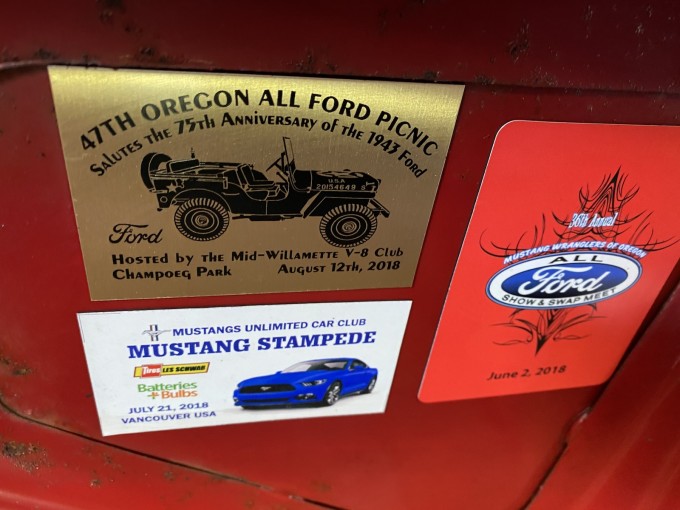 47TH OREGON ALL FORD PICNIC
SALUTES THE 75TH ANNIVERSARY OF THE 1943 FORD
U.S.A
20154649 S
Ford
HOSTED BY THE MID-WILLAMETTE V-8 CLUB
CHAMPOEG PARK AUGUST 12TH, 2018
MUSTANGS UNLIMITED CAR CLUB
MUSTANG STAMPEDE
Tires LES SCHWAB
Batteries
+Bulbs
JULY 21, 2018
VANCOUVER USA
36th Annual
MUSTANG WRANGLERS OF OREGON
ALL
Ford
SHOW & SWAP MEET
June 2, 2018